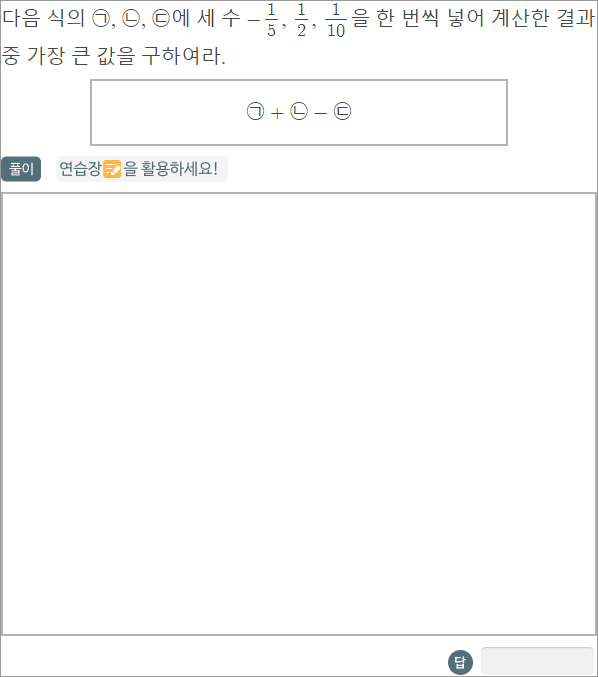 다음 식의 ㉠, ㉡, ㉢에 세 수 $-\frac{1}{5}$, $\frac{1}{2}$, $\frac{1}{10}$을 한 번씩 넣어 계산한 결과
중 가장 큰 값을 구하여라.
㉠ + ㉡ − ㉢
풀이 연습장을 활용하세요!
답